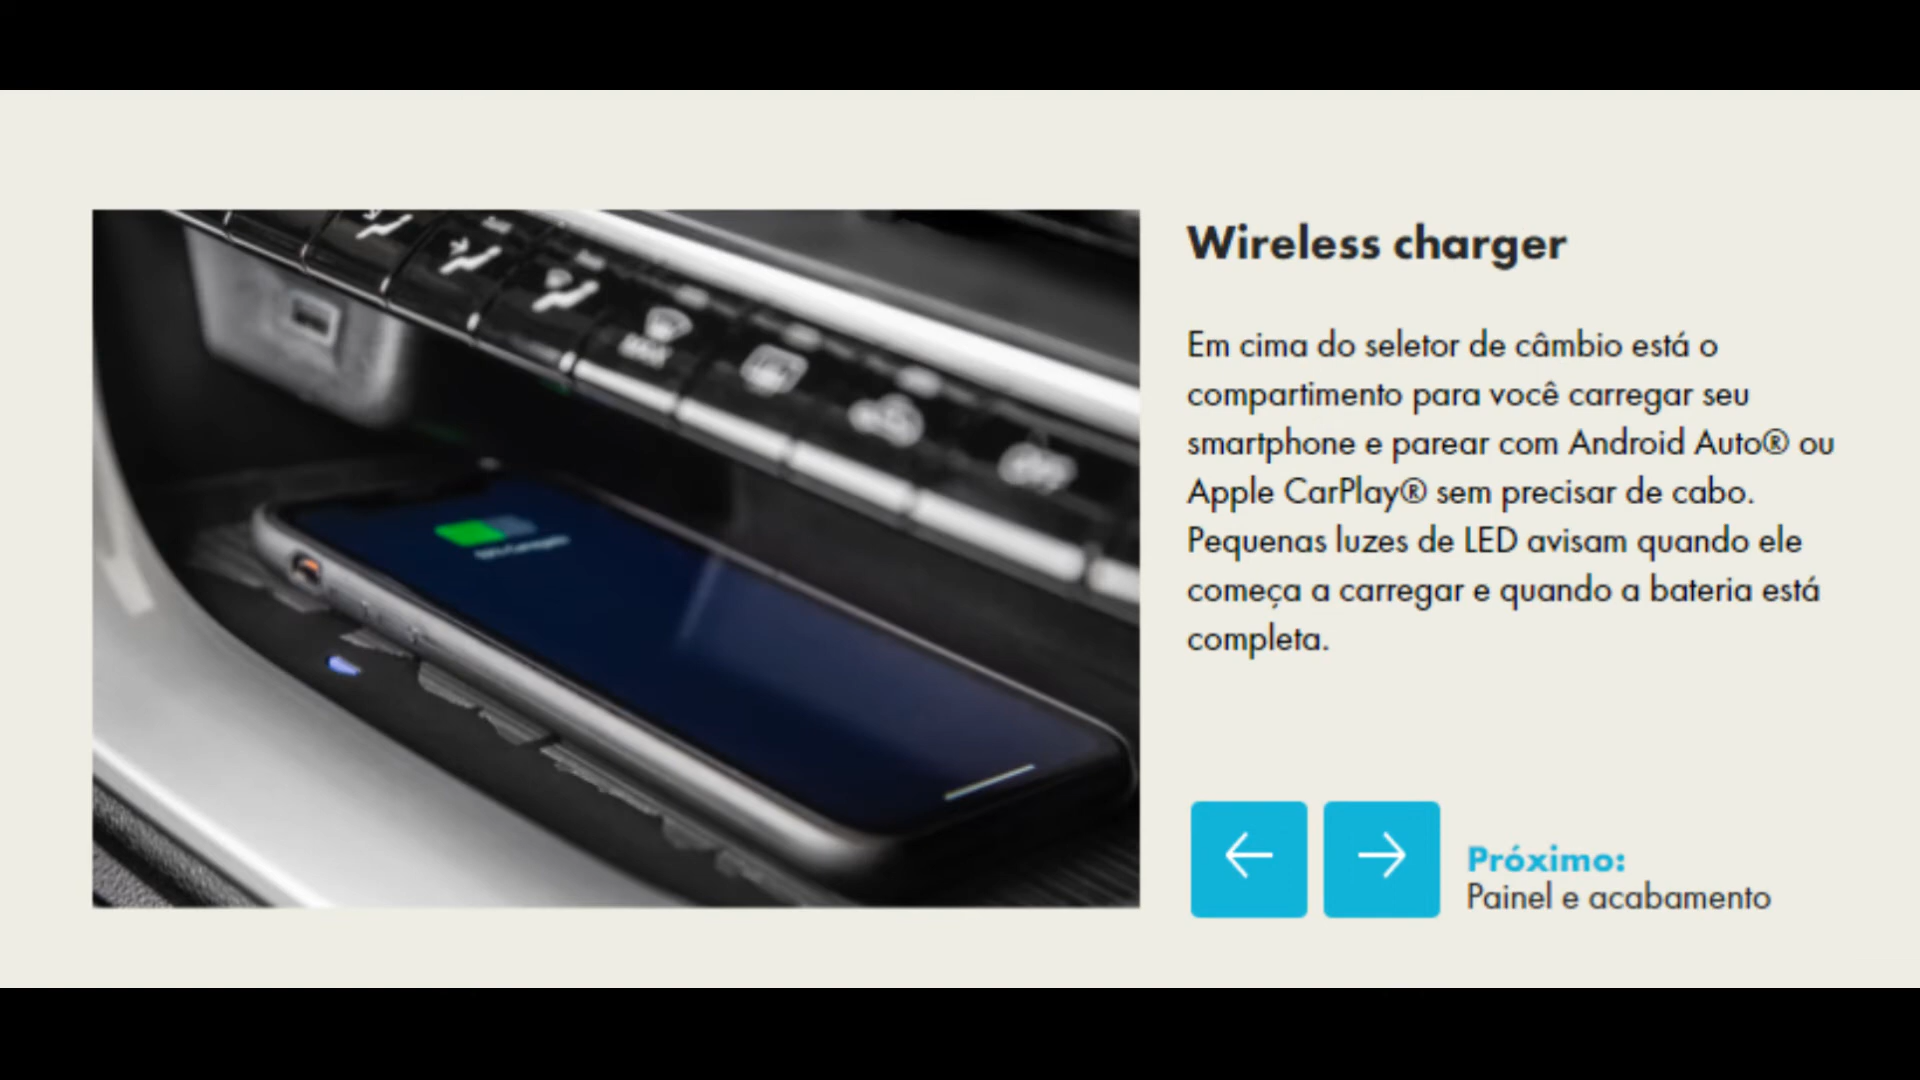 Wireless charger
Em cima do seletor de câmbio está o
compartimento para você carregar seu
smartphone e parear com Android Auto® ou
Apple CarPlay® sem precisar de cabo.
Pequenas luzes de LED avisam quando ele
começa a carregar e quando a bateria está
completa.
Próximo:
Painel e acabamento